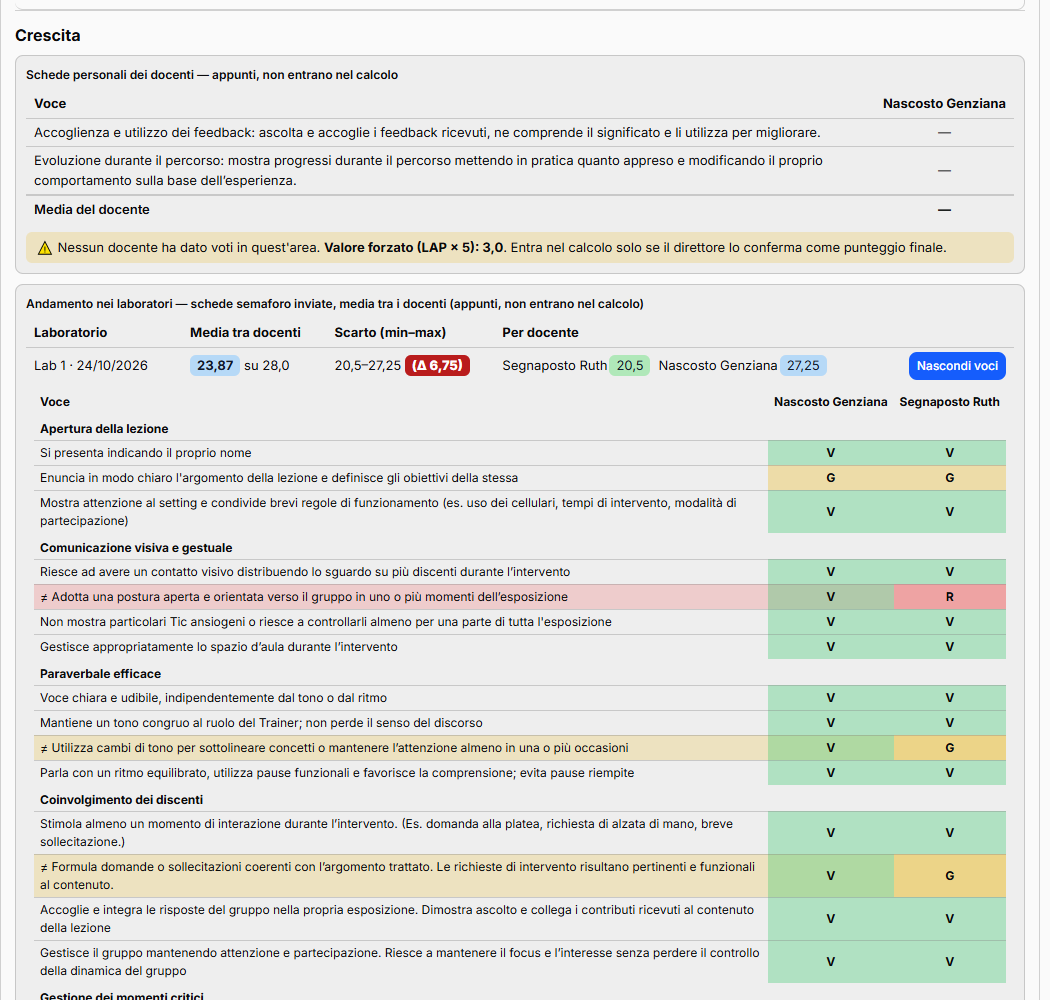 Crescita
Schede personali dei docenti — appunti, non entrano nel calcolo
Voce Nascosto Genziana
Accoglienza e utilizzo dei feedback: ascolta e accoglie i feedback ricevuti, ne comprende il significato e li utilizza per migliorare. —
Evoluzione durante il percorso: mostra progressi durante il percorso mettendo in pratica quanto appreso e modificando il proprio
comportamento sulla base dell’esperienza. —
Media del docente —
⚠ Nessun docente ha dato voti in quest'area. Valore forzato (LAP × 5): 3,0. Entra nel calcolo solo se il direttore lo conferma come punteggio finale.
Andamento nei laboratori — schede semaforo inviate, media tra i docenti (appunti, non entrano nel calcolo)
Laboratorio Media tra docenti Scarto (min–max) Per docente
Lab 1 · 24/10/2026 23,87 su 28,0 20,5–27,25 (Δ 6,75) Segnaposto Ruth 20,5 Nascosto Genziana 27,25 Nascondi voci
Voce Nascosto Genziana Segnaposto Ruth
Apertura della lezione
Si presenta indicando il proprio nome V V
Enuncia in modo chiaro l'argomento della lezione e definisce gli obiettivi della stessa G G
Mostra attenzione al setting e condivide brevi regole di funzionamento (es. uso dei cellulari, tempi di intervento, modalità di
partecipazione) V V
Comunicazione visiva e gestuale
Riesce ad avere un contatto visivo distribuendo lo sguardo su più discenti durante l’intervento V V
≠ Adotta una postura aperta e orientata verso il gruppo in uno o più momenti dell’esposizione V R
Non mostra particolari Tic ansiogeni o riesce a controllarli almeno per una parte di tutta l'esposizione V V
Gestisce appropriatamente lo spazio d’aula durante l’intervento V V
Paraverbale efficace
Voce chiara e udibile, indipendentemente dal tono o dal ritmo V V
Mantiene un tono congruo al ruolo del Trainer; non perde il senso del discorso V V
≠ Utilizza cambi di tono per sottolineare concetti o mantenere l’attenzione almeno in una o più occasioni V G
Parla con un ritmo equilibrato, utilizza pause funzionali e favorisce la comprensione; evita pause riempite V V
Coinvolgimento dei discenti
Stimola almeno un momento di interazione durante l’intervento. (Es. domanda alla platea, richiesta di alzata di mano, breve
sollecitazione.) V V
≠ Formula domande o sollecitazioni coerenti con l’argomento trattato. Le richieste di intervento risultano pertinenti e funzionali
al contenuto. V G
Accoglie e integra le risposte del gruppo nella propria esposizione. Dimostra ascolto e collega i contributi ricevuti al contenuto
della lezione V V
Gestisce il gruppo mantenendo attenzione e partecipazione. Riesce a mantenere il focus e l’interesse senza perdere il controllo
della dinamica del gruppo V V
Gestione dei momenti critici